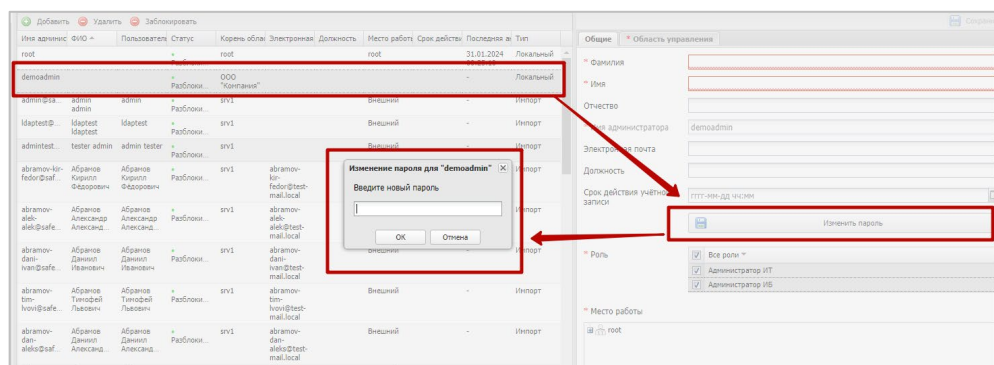 Добавить Удалить Заблокировать
Имя админис ФИО Пользователь Статус Корень облас Электронная Должность Место работы Срок действи Последняя а Тип
root root root 31.01.2024 Локальный
demoadmin ООО "Компания" Разблоки... - Локальный
admin@sa... admin admin admin Разблоки... srv1 Внешний - Импорт
ldaptest@... ldaptest ldaptest ldaptest Разблоки... srv1 Внешний - Импорт
admintest... tester admin admin tester Разблоки... srv1 Внешний - Импорт
abramov-kir-fedor@saf... Абрамов Кирилл Фёдорович Абрамов Кирилл Фёдорович Разблоки... srv1 abramov-kir-fedor@test-mail.local
abramov-alek-alek@safe... Абрамов Александр Александ... Абрамов Александр Александ... Разблоки... srv1 abramov-alek-alek@test-mail.local
abramov-dani-ivan@safe... Абрамов Даниил Иванович Абрамов Даниил Иванович Разблоки... srv1 abramov-dani-ivan@test-mail.local Внешний Импорт
abramov-tim-lvovi@safe... Абрамов Тимофей Львович Абрамов Тимофей Львович Разблоки... srv1 abramov-tim-lvovi@test-mail.local Внешний - Импорт
abramov-dan-aleks@saf... Абрамов Даниил Александ... Абрамов Даниил Александ... Разблоки... srv1 abramov-dan-aleks@test-mail.local Внешний - Импорт
Изменение пароля для "demoadmin"
Введите новый пароль
OK Отмена
Общие * Область управления
* Фамилия
* Имя
Отчество
администратора demoadmin
Электронная почта
Должность
Срок действия учётной записи гггг-мм-дд чч:мм
Изменить пароль
* Роль Все роли
Администратор ИТ
Администратор ИБ
* Место работы
root